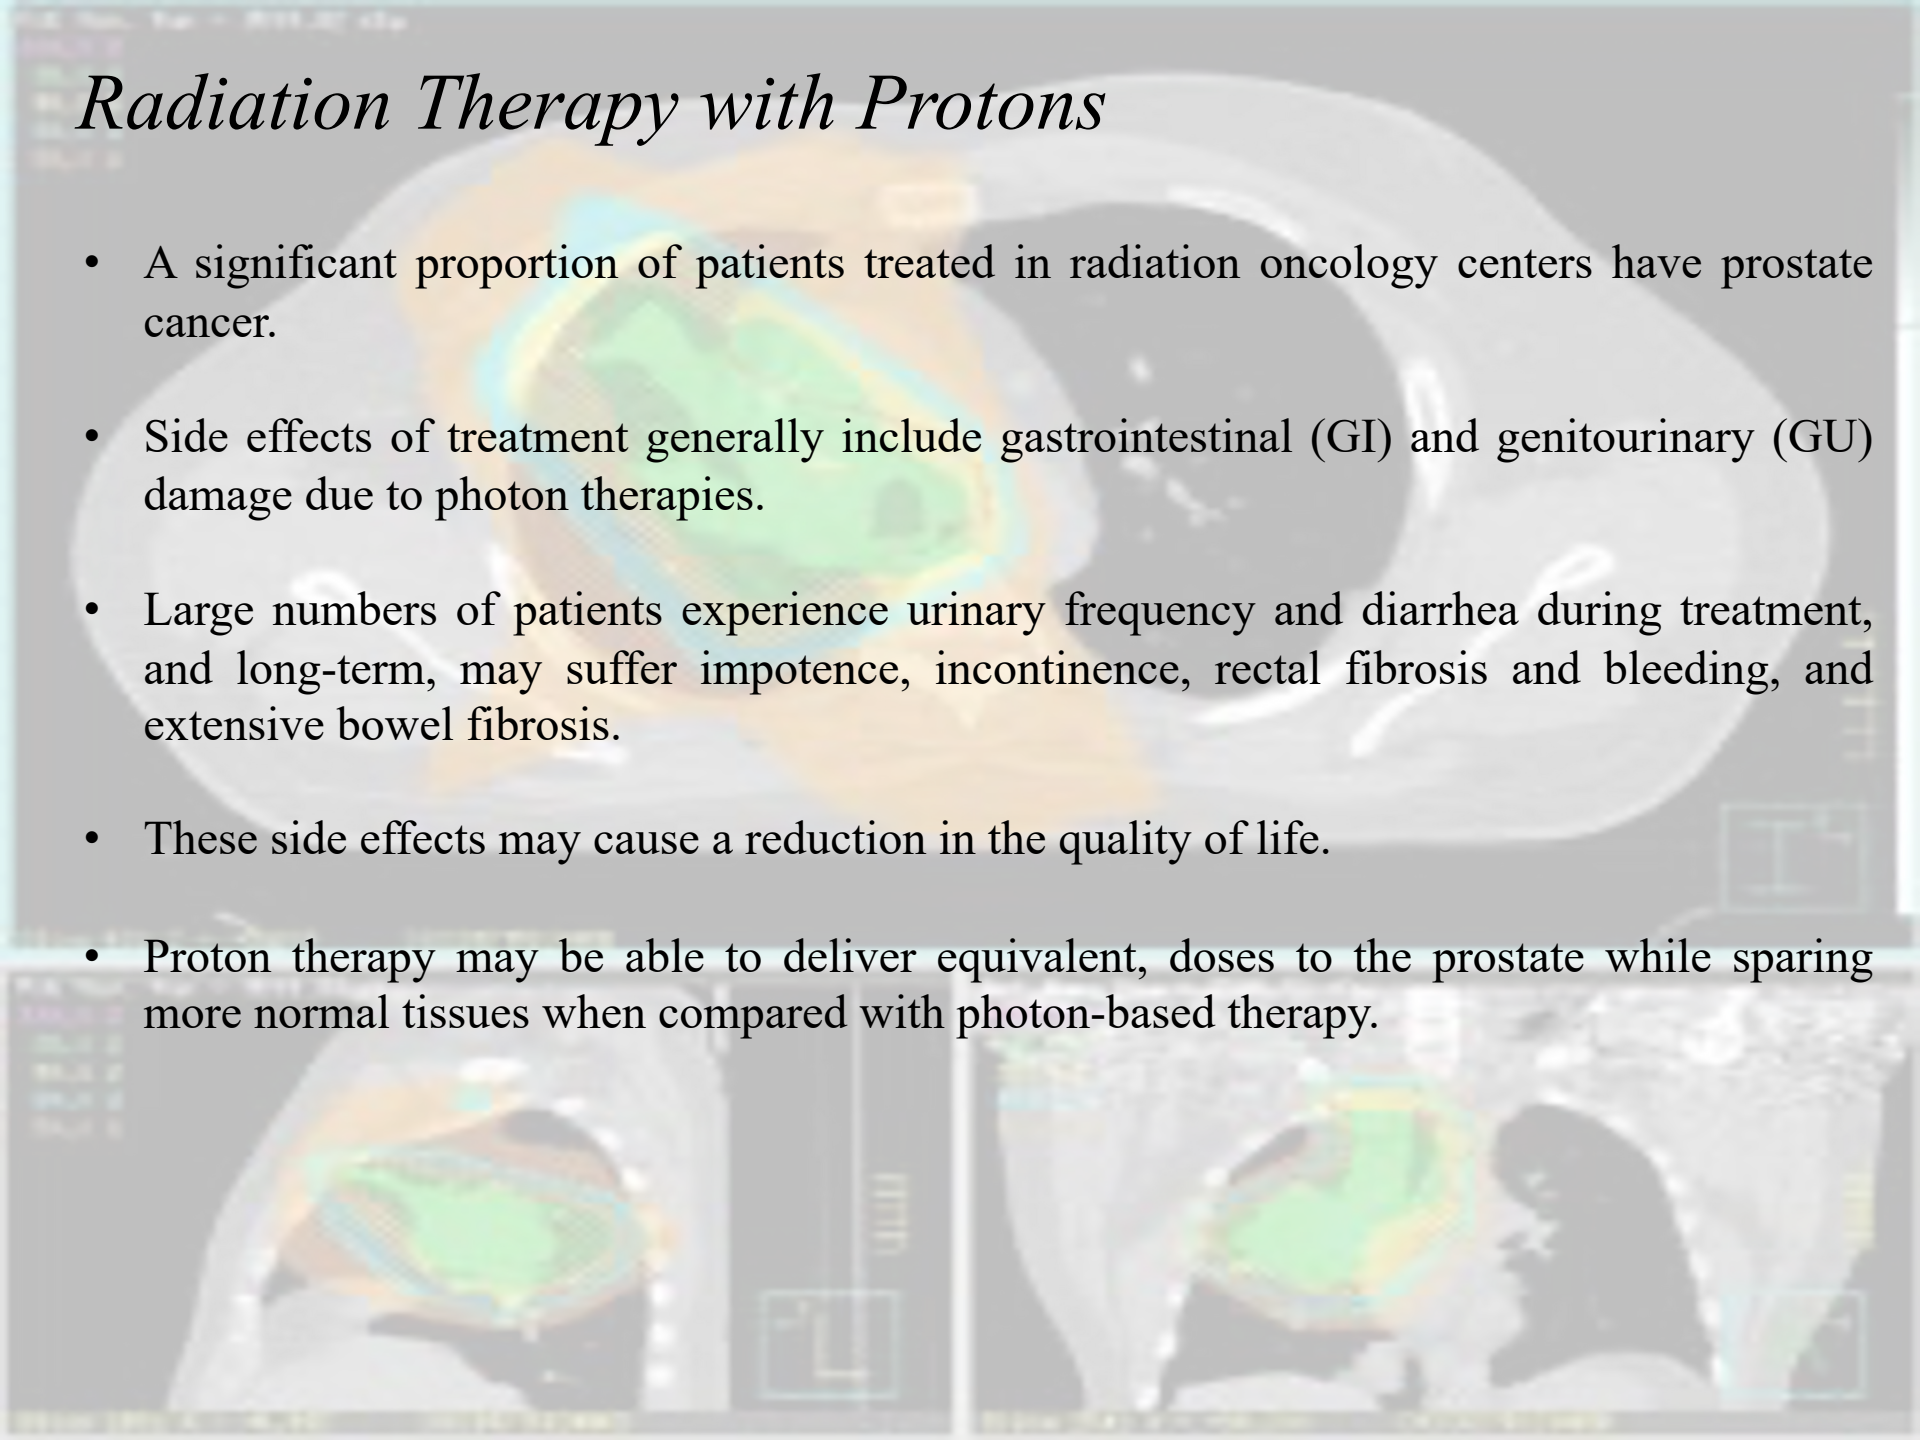 Radiation Therapy with Protons
• A significant proportion of patients treated in radiation oncology centers have prostate
cancer.
• Side effects of treatment generally include gastrointestinal (GI) and genitourinary (GU)
damage due to photon therapies.
• Large numbers of patients experience urinary frequency and diarrhea during treatment,
and long-term, may suffer impotence, incontinence, rectal fibrosis and bleeding, and
extensive bowel fibrosis.
• These side effects may cause a reduction in the quality of life.
• Proton therapy may be able to deliver equivalent, doses to the prostate while sparing
more normal tissues when compared with photon-based therapy.